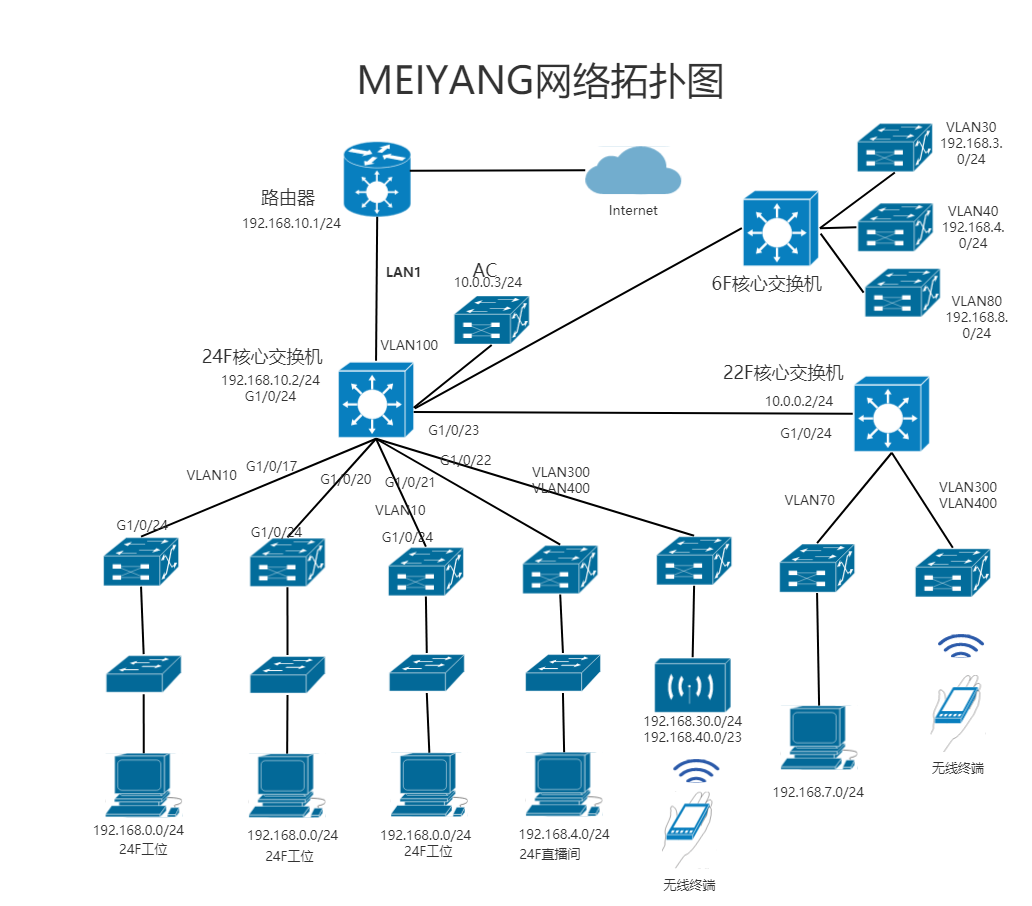 MEIYANG网络拓扑图
VLAN30
192.168.3.
0/24
路由器
192.168.10.1/24
Internet
VLAN40
192.168.4.
0/24
LAN1
AC
10.0.0.3/24
6F核心交换机
VLAN80
192.168.8.
0/24
VLAN100
24F核心交换机
192.168.10.2/24
G1/0/24
22F核心交换机
10.0.0.2/24
G1/0/23
G1/0/24
VLAN10
G1/0/17
G1/0/20
G1/0/21
G1/0/22
VLAN300
VLAN400
VLAN70
VLAN300
VLAN400
VLAN10
G1/0/24
G1/0/24
G1/0/24
192.168.30.0/24
192.168.40.0/23
无线终端
192.168.7.0/24
192.168.0.0/24
24F工位
192.168.0.0/24
24F工位
192.168.0.0/24
24F工位
192.168.4.0/24
24F直播间
无线终端